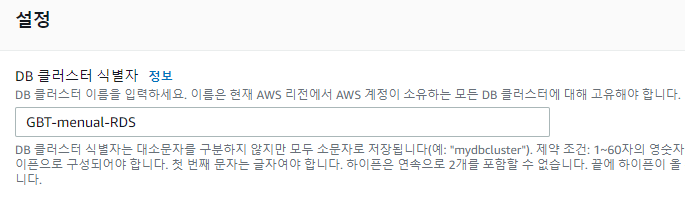 설정
DB 클러스터 식별자 정보
DB 클러스터 이름을 입력하세요. 이름은 현재 AWS 리전에서 AWS 계정이 소유하는 모든 DB 클러스터에 대해 고유해야 합니다.
GBT-menual-RDS
DB 클러스터 식별자는 대소문자를 구분하지 않지만 모두 소문자로 저장됩니다(예: "mydbcluster"). 제약 조건: 1~60자의 영숫자
이픈으로 구성되어야 합니다. 첫 번째 문자는 글자여야 합니다. 하이픈은 연속으로 2개를 포함할 수 없습니다. 끝에 하이픈이 올
니다.